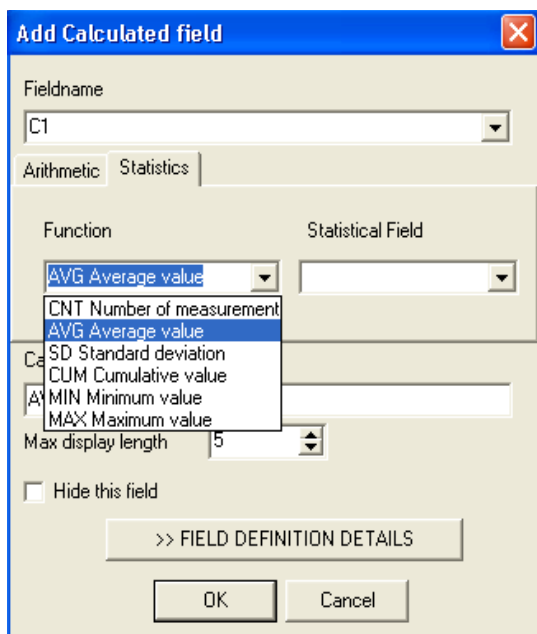 Add Calculated field
Fieldname
C1
Arithmetic Statistics
Function Statistical Field
AVG Average value
CNT Number of measurement
AVG Average value
SD Standard deviation
CUM Cumulative value
MIN Minimum value
MAX Maximum value
Max display length 5
Hide this field
>> FIELD DEFINITION DETAILS
OK Cancel